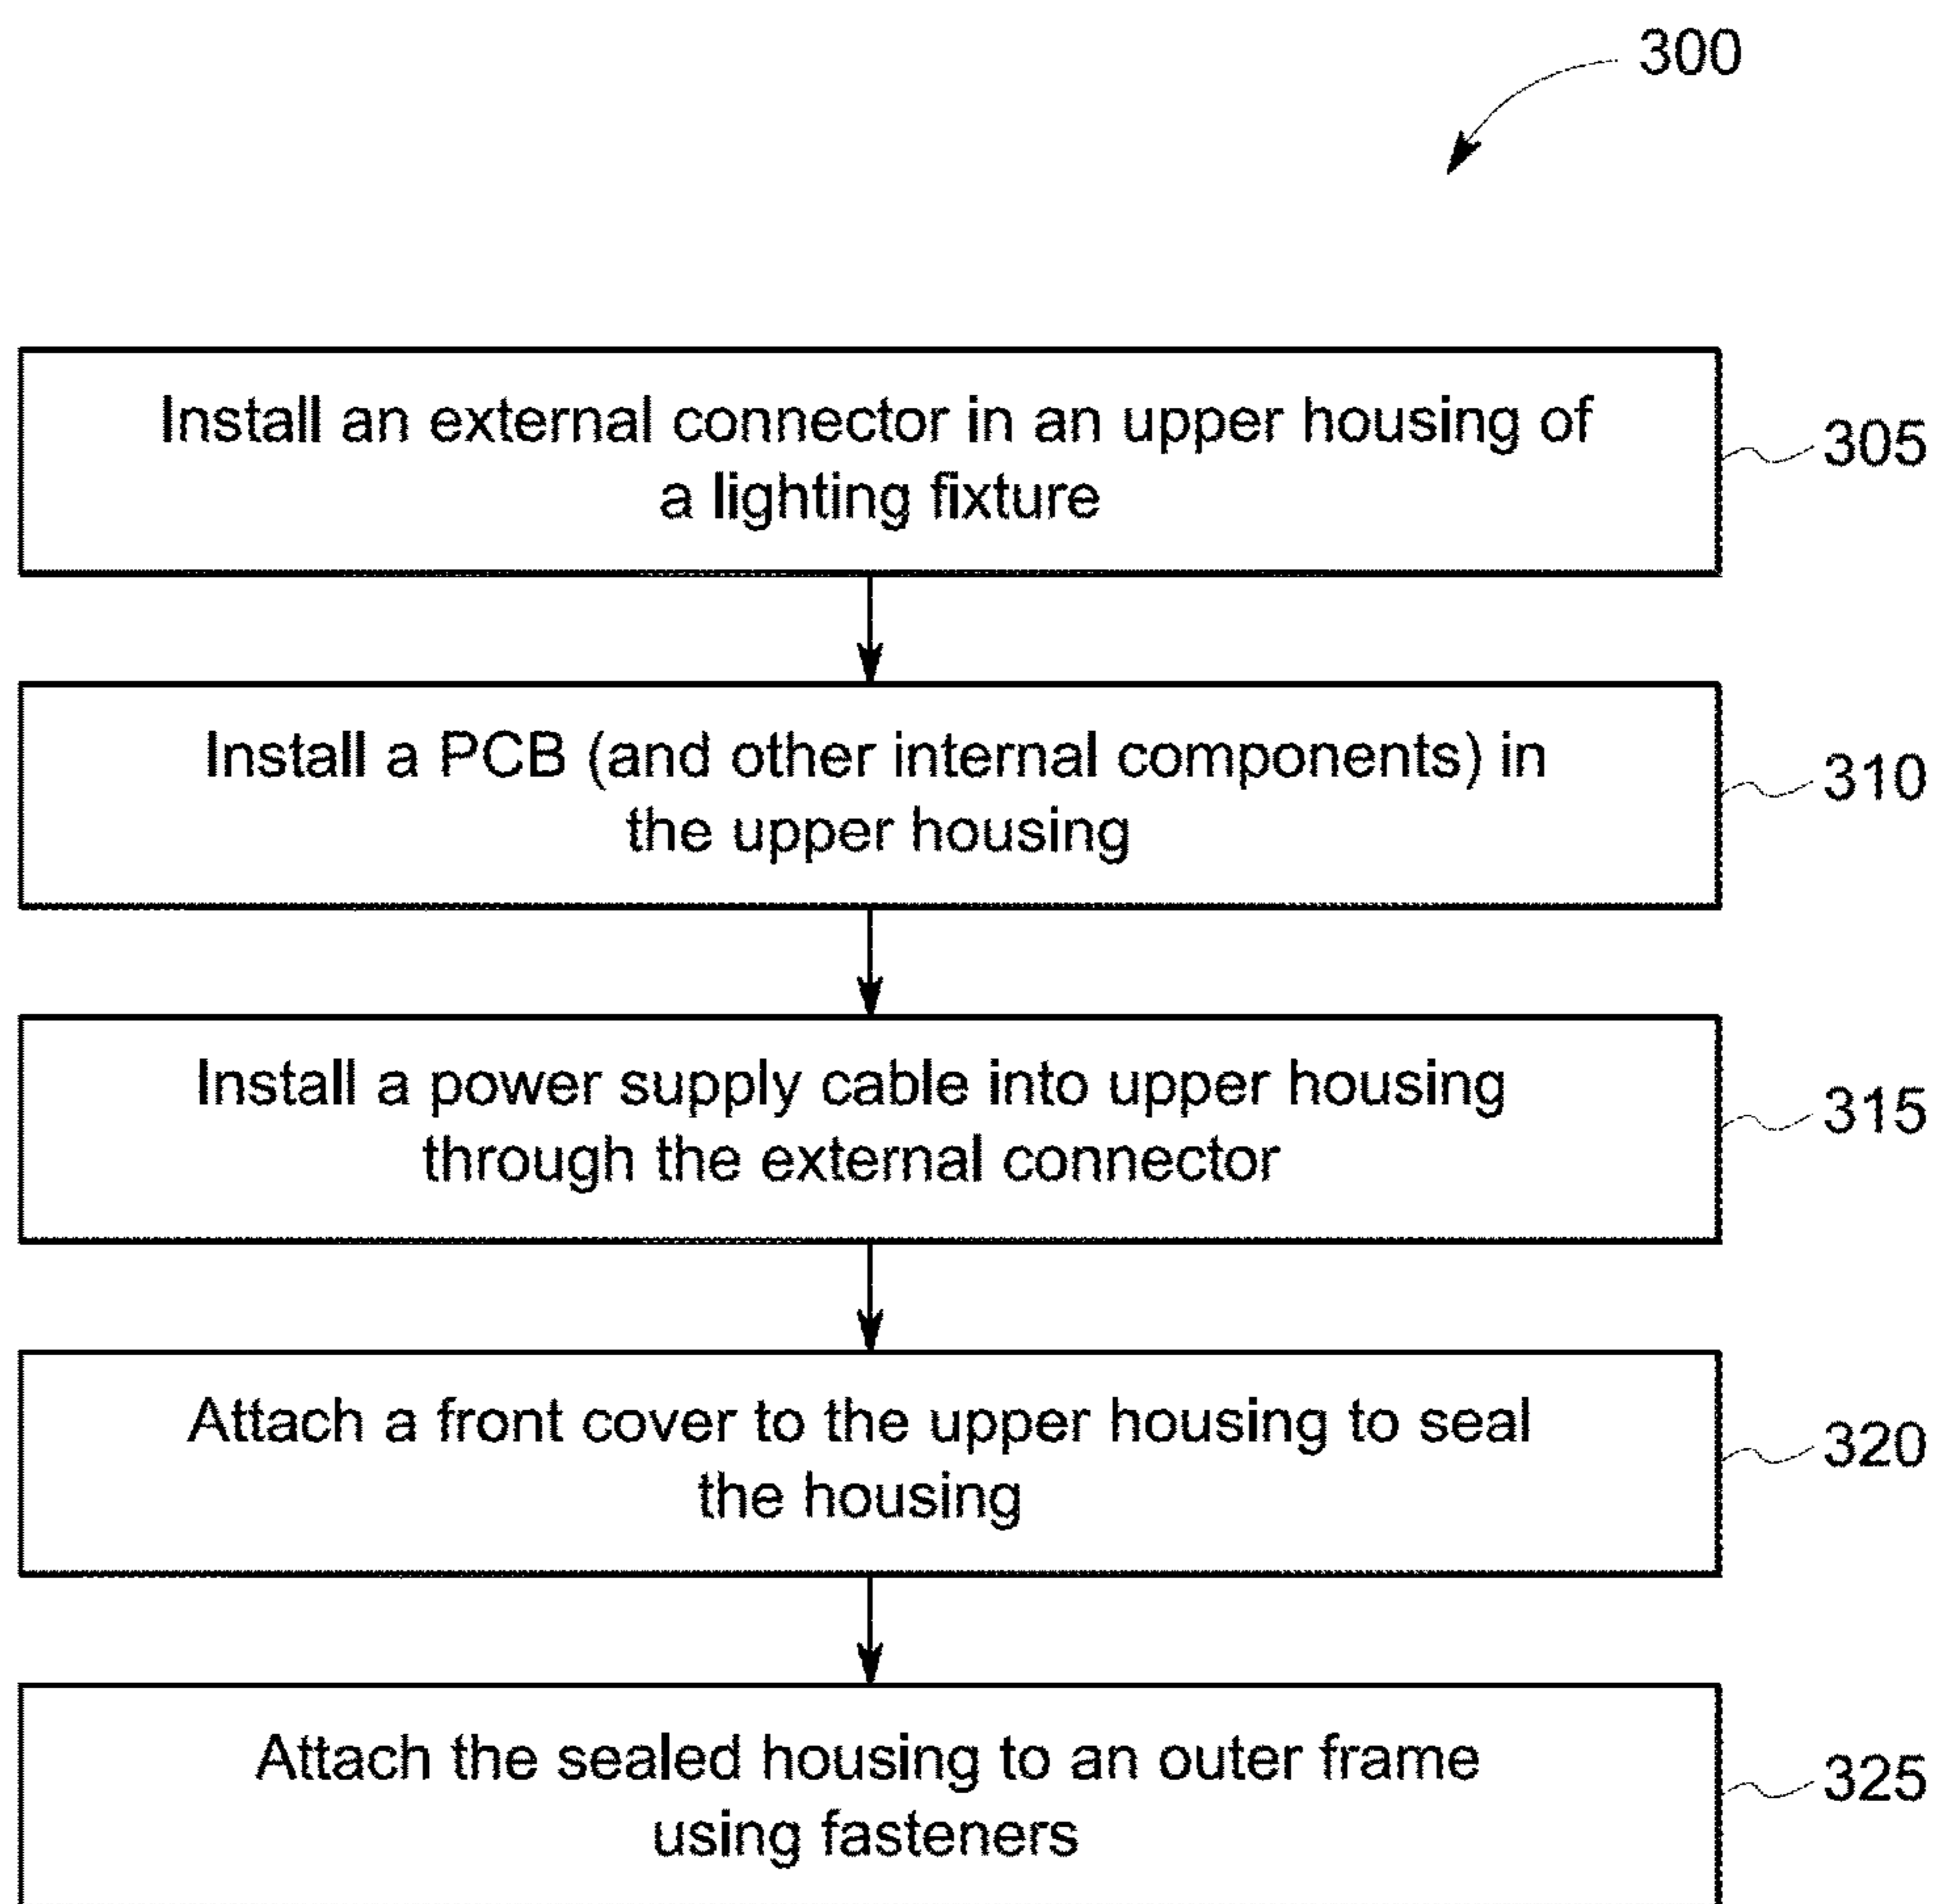 300
Install an external connector in an upper housing of
a lighting fixture
305
Install a PCB (and other internal components) in
the upper housing
310
Install a power supply cable into upper housing
through the external connector
315
Attach a front cover to the upper housing to seal
the housing
320
Attach the sealed housing to an outer frame
using fasteners
325